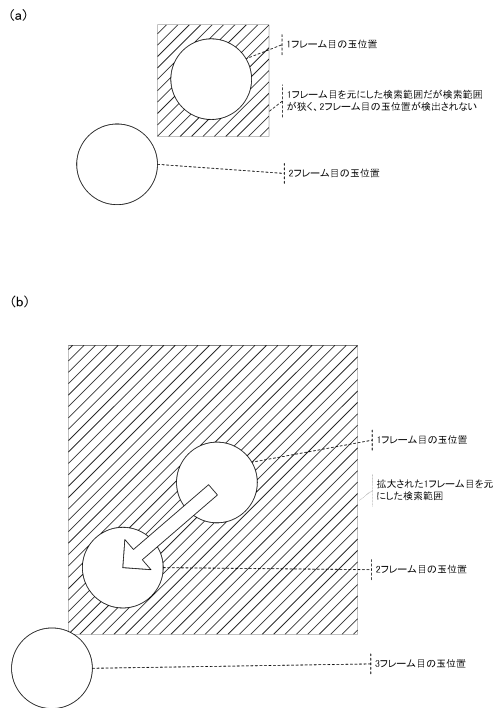 (a)
1フレーム目の玉位置
1フレーム目を元にした検索範囲だが検索範囲
が狭く、2フレーム目の玉位置が検出されない
2フレーム目の玉位置
(b)
1フレーム目の玉位置
拡大された1フレーム目を元
にした検索範囲
2フレーム目の玉位置
3フレーム目の玉位置